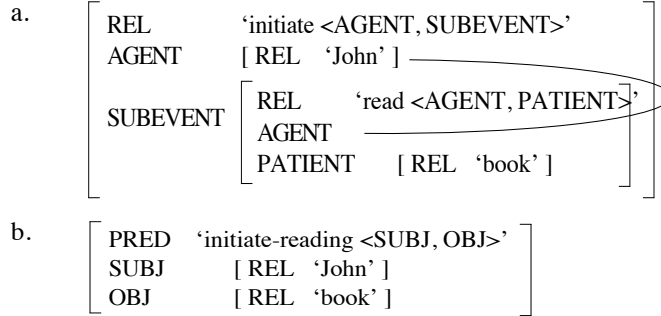 a.
REL ‘initiate <AGENT, SUBEVENT>’
AGENT [ REL ‘John’ ]
SUBEVENT
REL ‘read <AGENT, PATIENT>’
AGENT
PATIENT [ REL ‘book’ ]
b.
PRED ‘initiate-reading <SUBJ, OBJ>’
SUBJ [ REL ‘John’ ]
OBJ [ REL ‘book’ ]